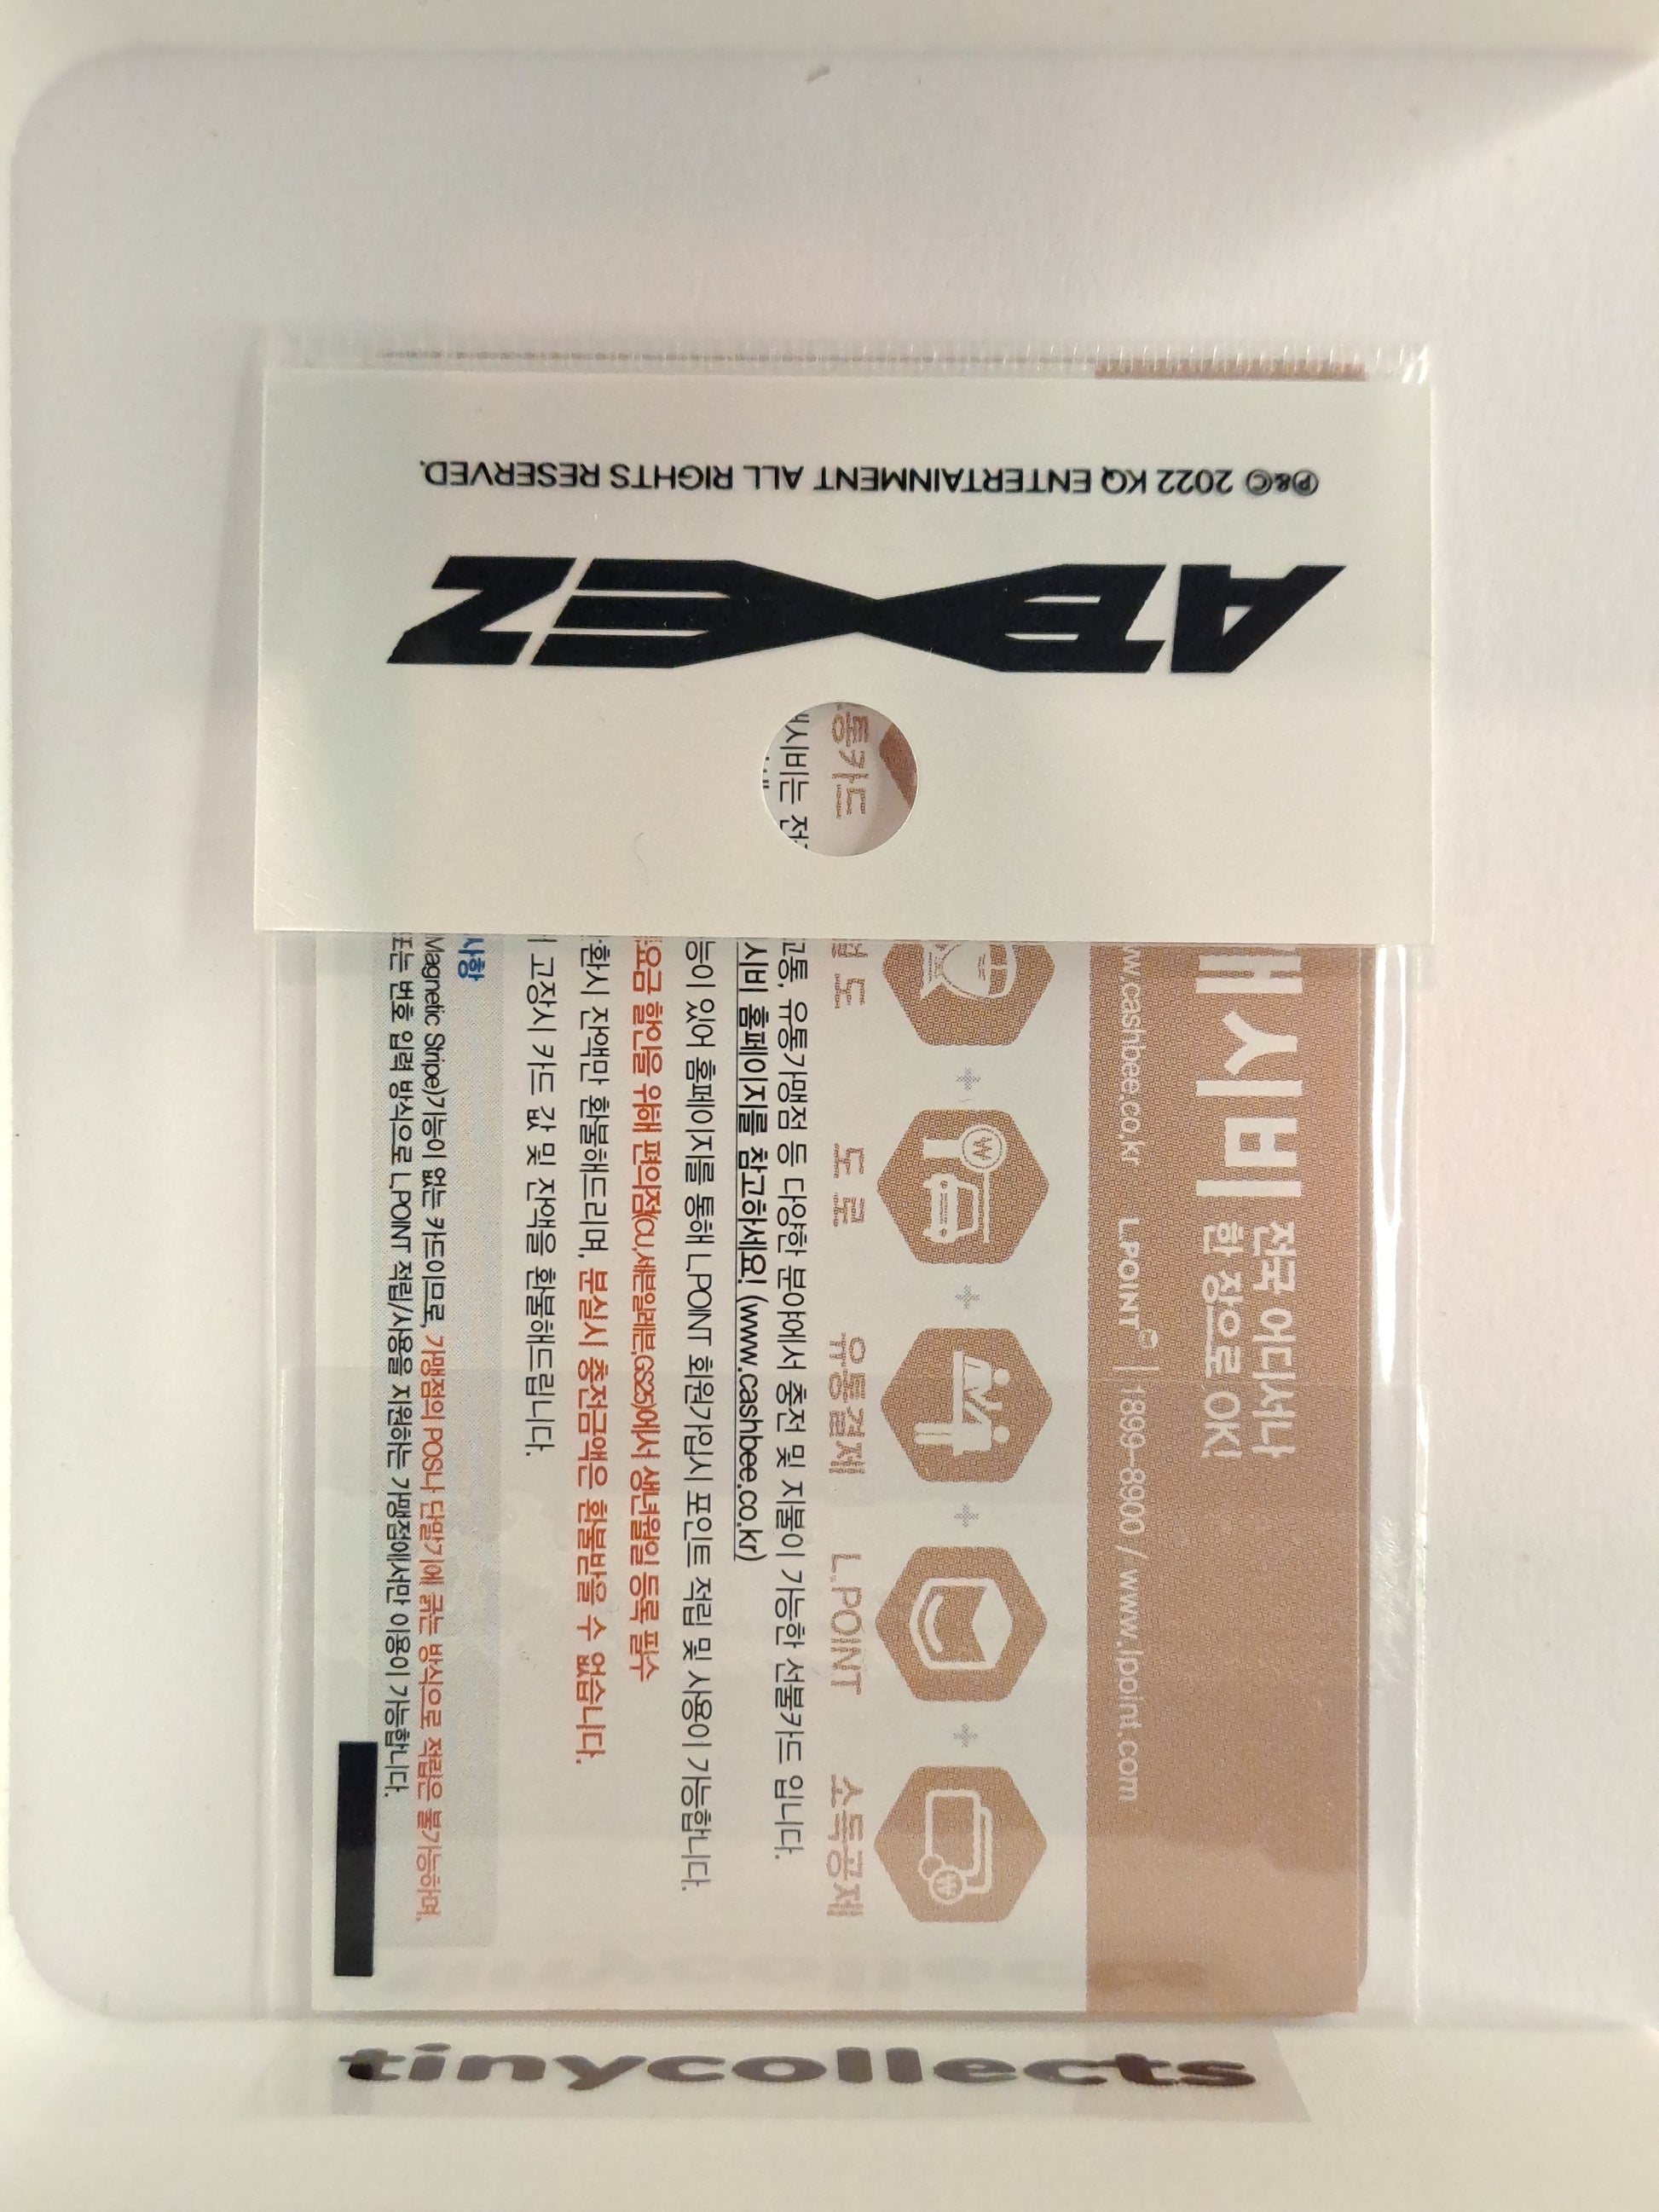 ℗&© 2022 KQ ENTERTAINMENT ALL RIGHTS RESERVED.
ATEEZ
통카드
시비는 전
캐시비 전국 어디서나
한 장으로 OK!
w.cashbee.co.kr L.POINT | 1899-8900 / www.lpoint.com
철 도 + 도 로 + 유통결제 + L.POINT + 소득공제
교통, 유통가맹점 등 다양한 분야에서 충전 및 지불이 가능한 선불카드 입니다.
시비 홈페이지를 참고하세요! (www.cashbee.co.kr)
능이 있어 홈페이지를 통해 L.POINT 회원가입시 포인트 적립 및 사용이 가능합니다.
요금 할인을 위해 편의점(CU,세븐일레븐,GS25)에서 생년월일 등록 필수
환시 잔액만 환불해드리며, 분실시 충전금액은 환불받을 수 없습니다.
고장시 카드 값 및 잔액을 환불해드립니다.
사항
Magnetic Stripe)기능이 없는 카드이므로, 가맹점의 POS나 단말기에 긁는 방식으로 적립은 불가능하며,
또는 번호 입력 방식으로 L.POINT 적립/사용을 지원하는 가맹점에서만 이용이 가능합니다.
tinycollects